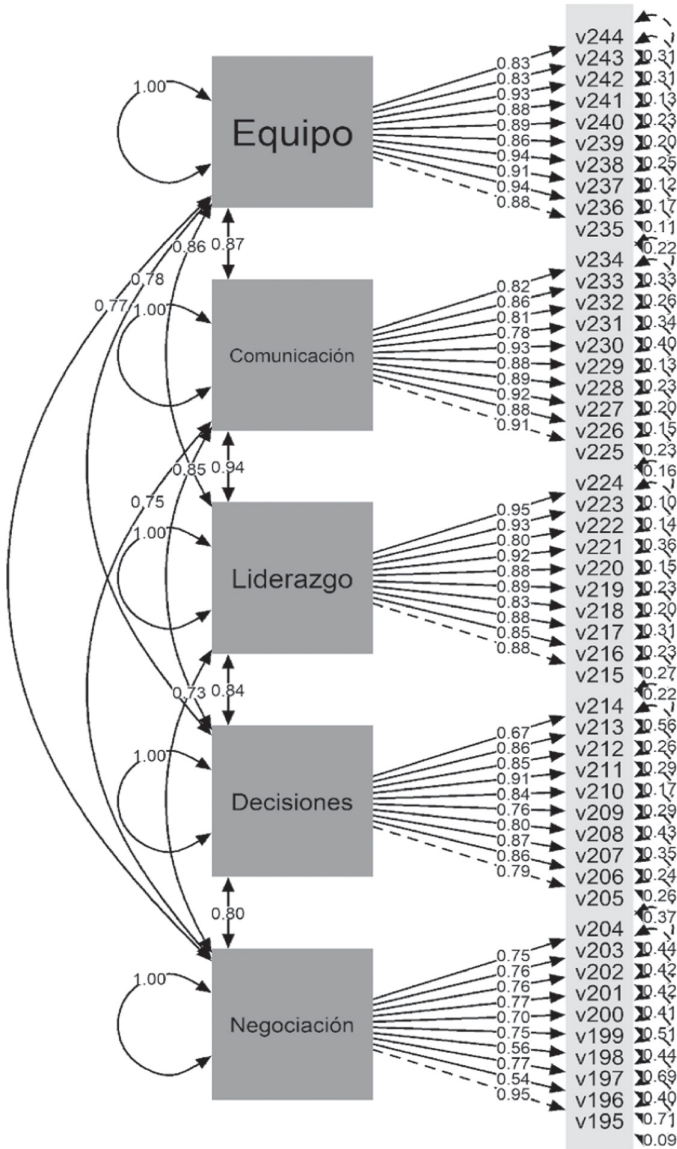 v244
0.31
0.83
v243
1.00
0.83
0.31
v242
0.93
0.13
v241
0.88
0.23
Equipo
0.89
v240
0.20
0.86
v239
0.25
0.94
v238
0.12
0.91
v237
0.17
0.94
v236
0.11
0.88
v235
0.22
0.86
0.87
v234
0.33
0.78
0.82
v233
0.26
0.77
1.00
0.86
v232
0.34
0.81
v231
0.40
0.78
v230
0.13
Comunicación
0.93
v229
0.23
0.88
v228
0.20
0.89
v227
0.15
0.92
v226
0.23
0.88
v225
0.16
0.91
0.85
0.94
v224
0.10
0.75
0.95
v223
0.14
1.00
0.93
v222
0.36
0.80
v221
0.15
0.92
v220
0.23
Liderazgo
0.88
v219
0.20
0.89
v218
0.31
0.83
v217
0.23
0.88
v216
0.27
0.85
v215
0.22
0.88
0.73
0.84
v214
0.56
0.67
v213
0.26
1.00
0.86
v212
0.29
0.85
v211
0.17
0.91
v210
0.29
Decisiones
0.84
v209
0.43
0.76
v208
0.35
0.80
v207
0.24
0.87
v206
0.26
0.86
v205
0.37
0.79
0.80
v204
0.44
0.75
v203
0.42
1.00
0.76
v202
0.42
0.76
v201
0.41
0.77
v200
0.51
Negociación
0.70
v199
0.44
0.75
v198
0.69
0.56
v197
0.40
0.77
v196
0.71
0.54
v195
0.09
0.95